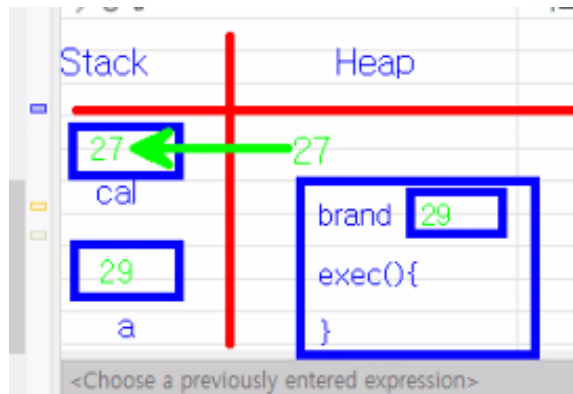 Stack Heap
27 27
cal
brand 29
29 exec(){
a }
<Choose a previously entered expression>